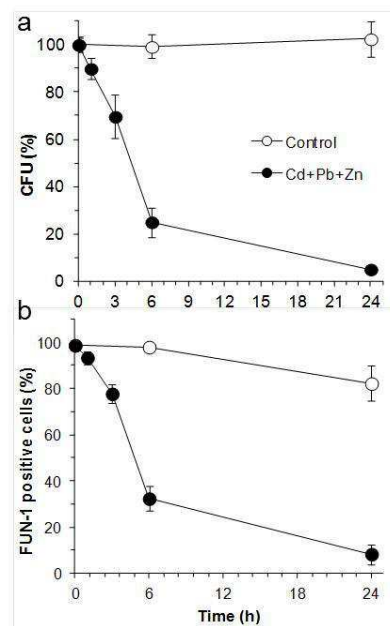 a
100
80
60
40
20
0
CFU (%)
Control
Cd+Pb+Zn
0 3 6 9 12 15 18 21 24
b
100
80
60
40
20
0
FUN-1 positive cells (%)
0 6 12 18 24
Time (h)